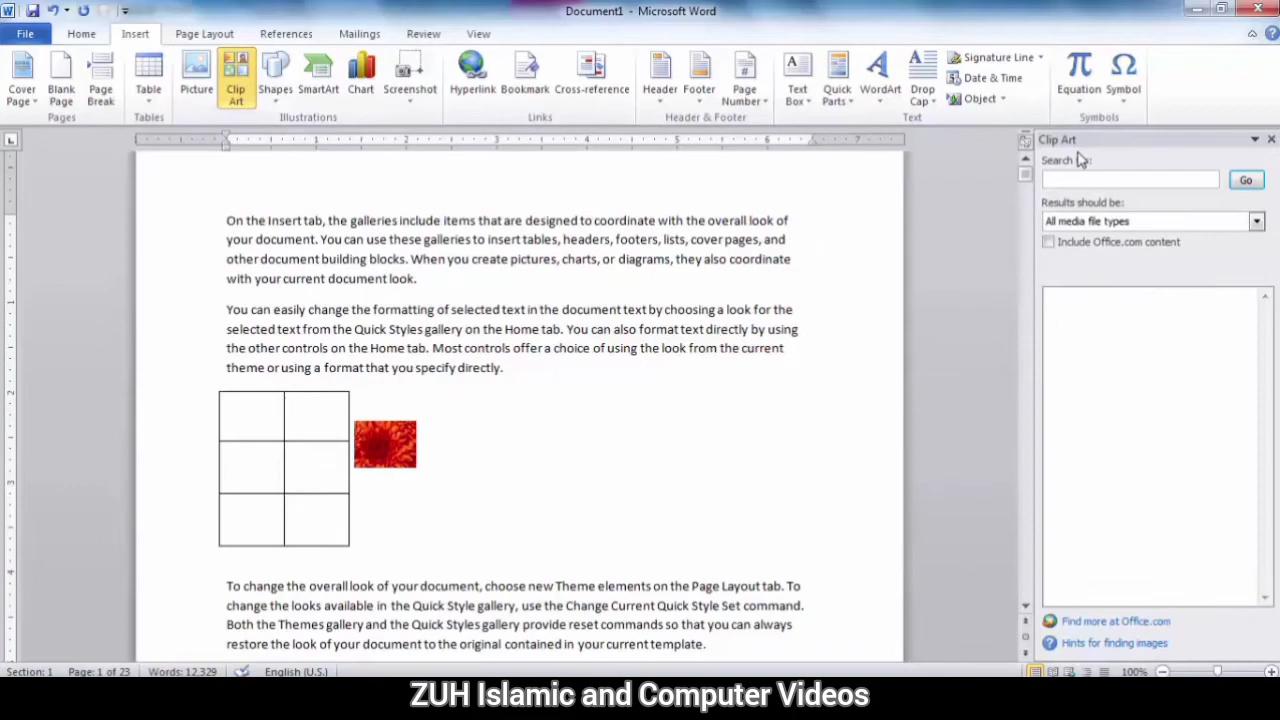 Document1 - Microsoft Word
File Home Insert Page Layout References Mailings Review View
Cover Page
Blank Page
Page Break
Table
Picture
Clip Art
Shapes
SmartArt
Chart
Screenshot
Hyperlink
Bookmark
Cross-reference
Header
Footer
Page Number
Text Box
Quick Parts
WordArt
Drop Cap
Signature Line
Date & Time
Object
Equation
Symbol
Pages Tables Illustrations Links Header & Footer Text Symbols
1 2 3 4 5 6 7
Clip Art
Search
Go
Results should be:
All media file types
Include Office.com content
On the Insert tab, the galleries include items that are designed to coordinate with the overall look of
your document. You can use these galleries to insert tables, headers, footers, lists, cover pages, and
other document building blocks. When you create pictures, charts, or diagrams, they also coordinate
with your current document look.
You can easily change the formatting of selected text in the document text by choosing a look for the
selected text from the Quick Styles gallery on the Home tab. You can also format text directly by using
the other controls on the Home tab. Most controls offer a choice of using the look from the current
theme or using a format that you specify directly.
To change the overall look of your document, choose new Theme elements on the Page Layout tab. To
change the looks available in the Quick Style gallery, use the Change Current Quick Style Set command.
Both the Themes gallery and the Quick Styles gallery provide reset commands so that you can always
restore the look of your document to the original contained in your current template.
Find more at Office.com
Hints for finding images
Section: 1 Page: 1 of 23 Words: 12,329 English (U.S.) 100%
ZUH Islamic and Computer Videos